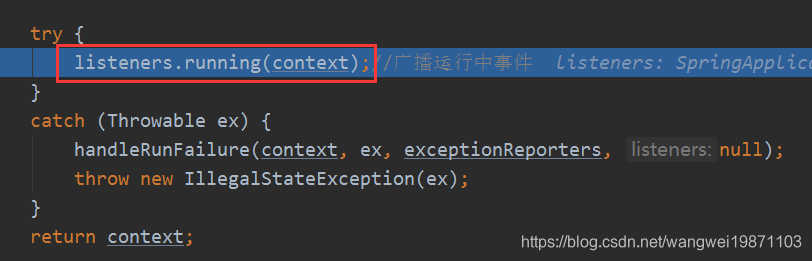 try {
listeners.running(context);//广播运行中事件 listeners: SpringApplica
}
catch (Throwable ex) {
handleRunFailure(context, ex, exceptionReporters, listeners: null);
throw new IllegalStateException(ex);
}
return context;
https://blog.csdn.net/wangwei19871103